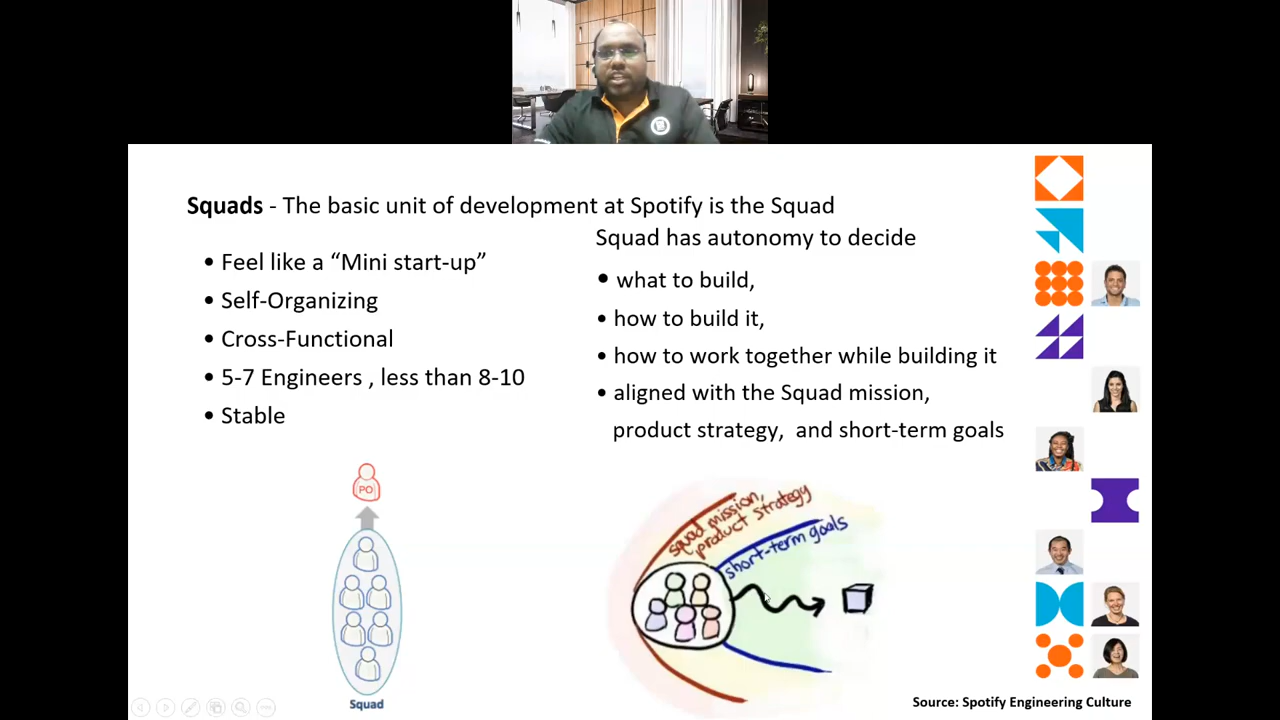 Squads - The basic unit of development at Spotify is the Squad
• Feel like a “Mini start-up”
• Self-Organizing
• Cross-Functional
• 5-7 Engineers , less than 8-10
• Stable
Squad has autonomy to decide
• what to build,
• how to build it,
• how to work together while building it
• aligned with the Squad mission,
product strategy,  and short-term goals
PO
Squad
squad mission,
product strategy
short-term goals
Source: Spotify Engineering Culture